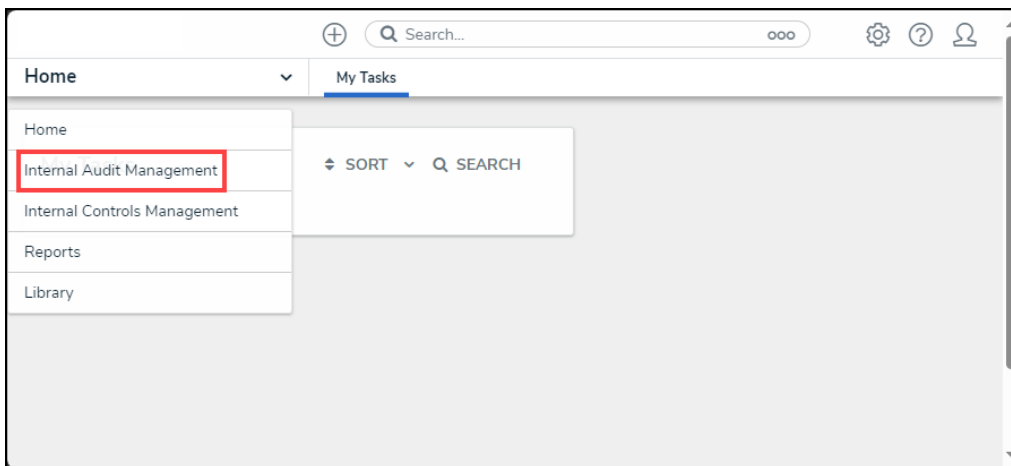 Search...
Home
My Tasks
Home
Internal Audit Management
SORT SEARCH
Internal Controls Management
Reports
Library